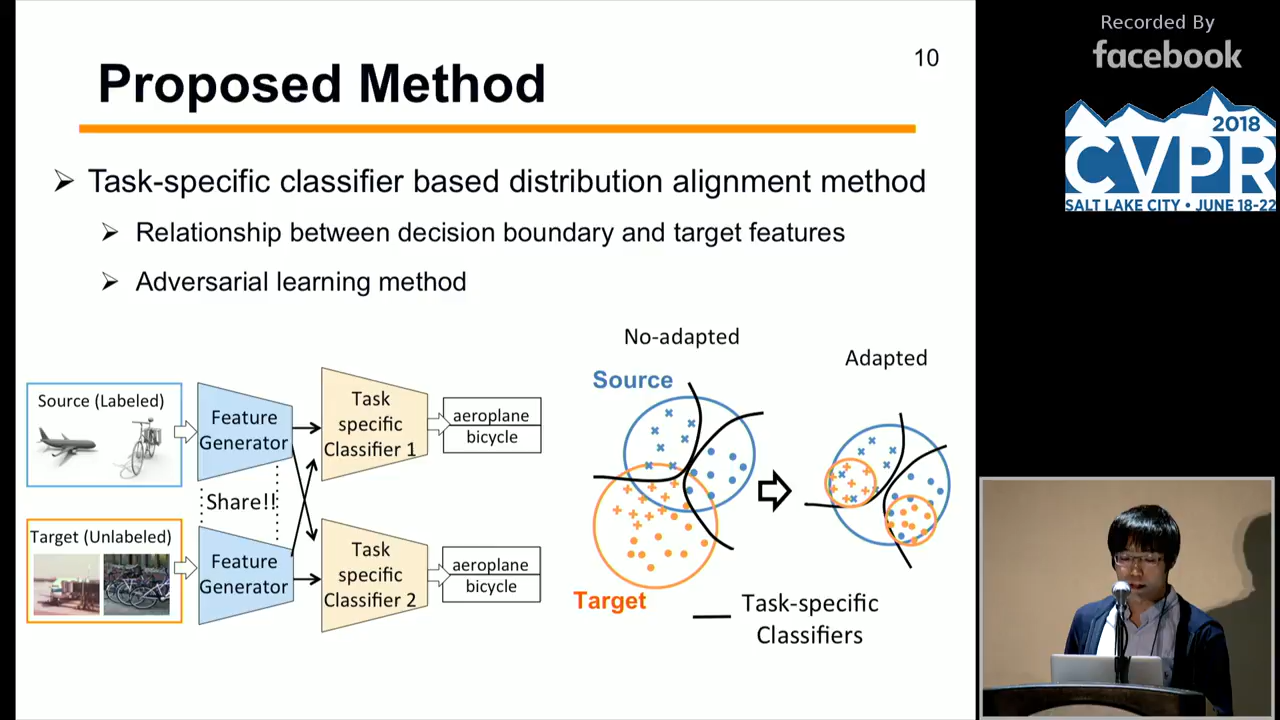 10
Proposed Method
Task-specific classifier based distribution alignment method
Relationship between decision boundary and target features
Adversarial learning method
Source (Labeled)
Feature
Generator
Task
specific
Classifier 1
aeroplane
bicycle
Share!!
Target (Unlabeled)
Feature
Generator
Task
specific
Classifier 2
aeroplane
bicycle
No-adapted
Source
Target
Adapted
Task-specific
Classifiers
Recorded By
facebook
2018
CVPR
SALT LAKE CITY • JUNE 18-22